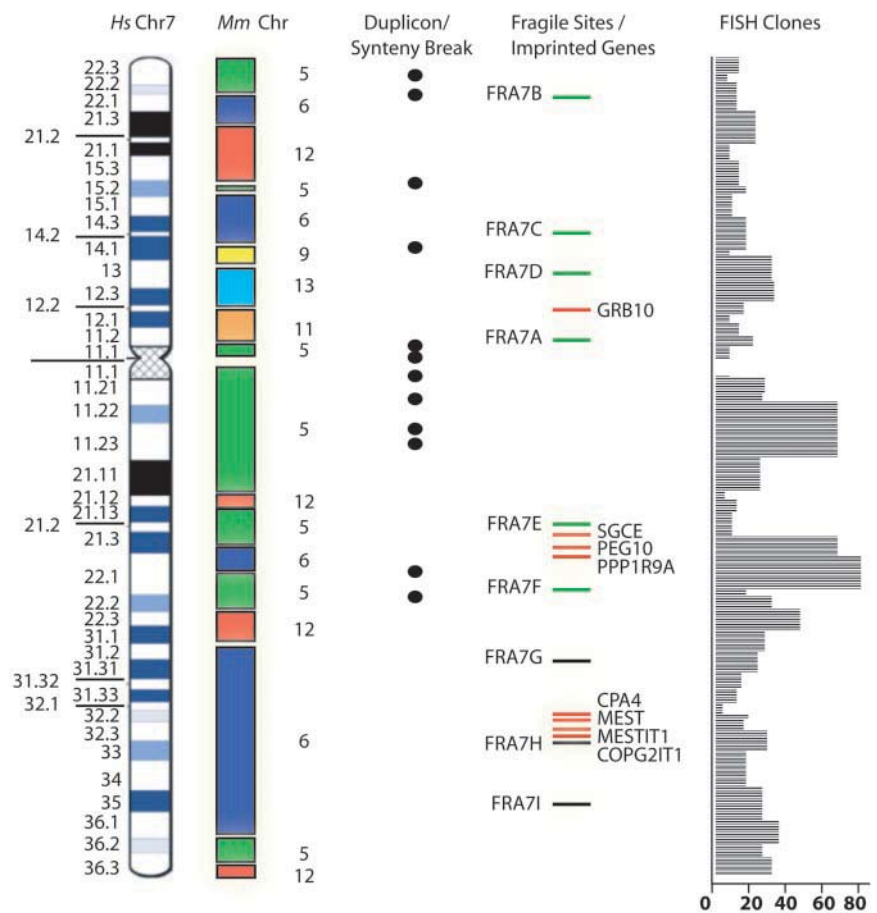 Hs Chr7
Mm Chr
Duplicon/
Synteny Break
Fragile Sites /
Imprinted Genes
FISH Clones
22.3
22.2
22.1
21.3
21.2
21.1
15.3
15.2
15.1
14.3
14.2
14.1
13
12.3
12.2
12.1
11.2
11.1
11.1
11.21
11.22
11.23
21.11
21.12
21.13
21.2
21.3
22.1
22.2
22.3
31.1
31.2
31.31
31.32
31.33
32.1
32.2
32.3
33
34
35
36.1
36.2
36.3
5
6
12
5
6
9
13
11
5
5
12
5
6
5
12
6
5
12
FRA7B
FRA7C
FRA7D
GRB10
FRA7A
FRA7E
SGCE
PEG10
PPP1R9A
FRA7F
FRA7G
CPA4
MEST
MESTIT1
FRA7H
COPG2IT1
FRA7I
0 20 40 60 80